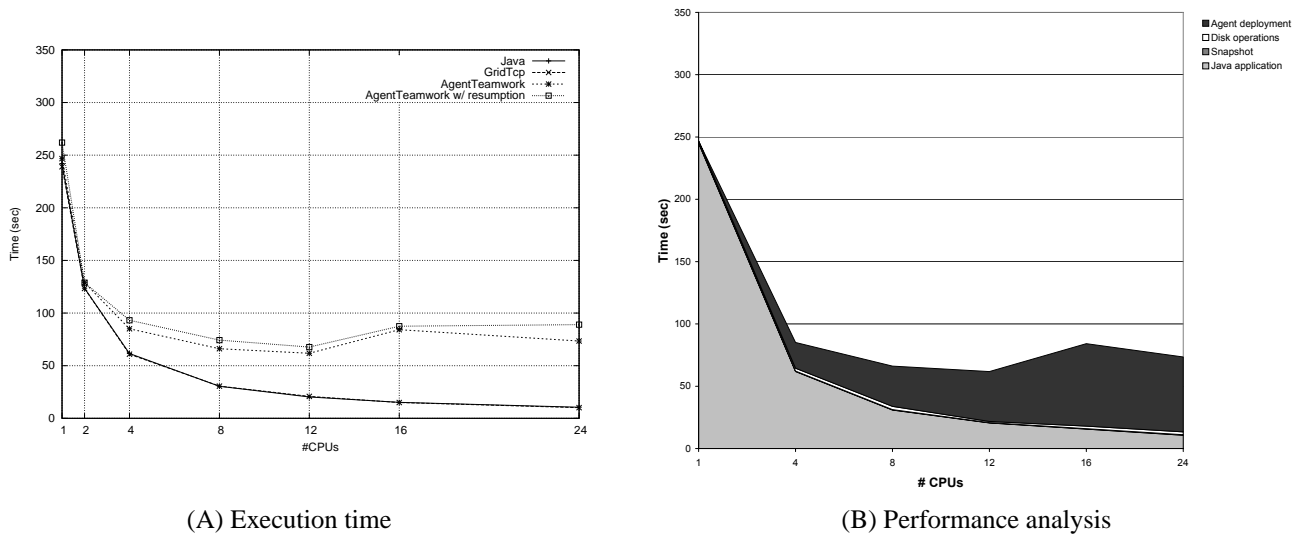 350
300
250
200
150
100
50
0
1 2 4 8 12 16 24
Time (sec)
#CPUs
Java
GridTcp
AgentTeamwork
AgentTeamwork w/ resumption
(A) Execution time
350
300
250
200
150
100
50
0
1 4 8 12 16 24
Time (sec)
# CPUs
Agent deployment
Disk operations
Snapshot
Java application
(B) Performance analysis